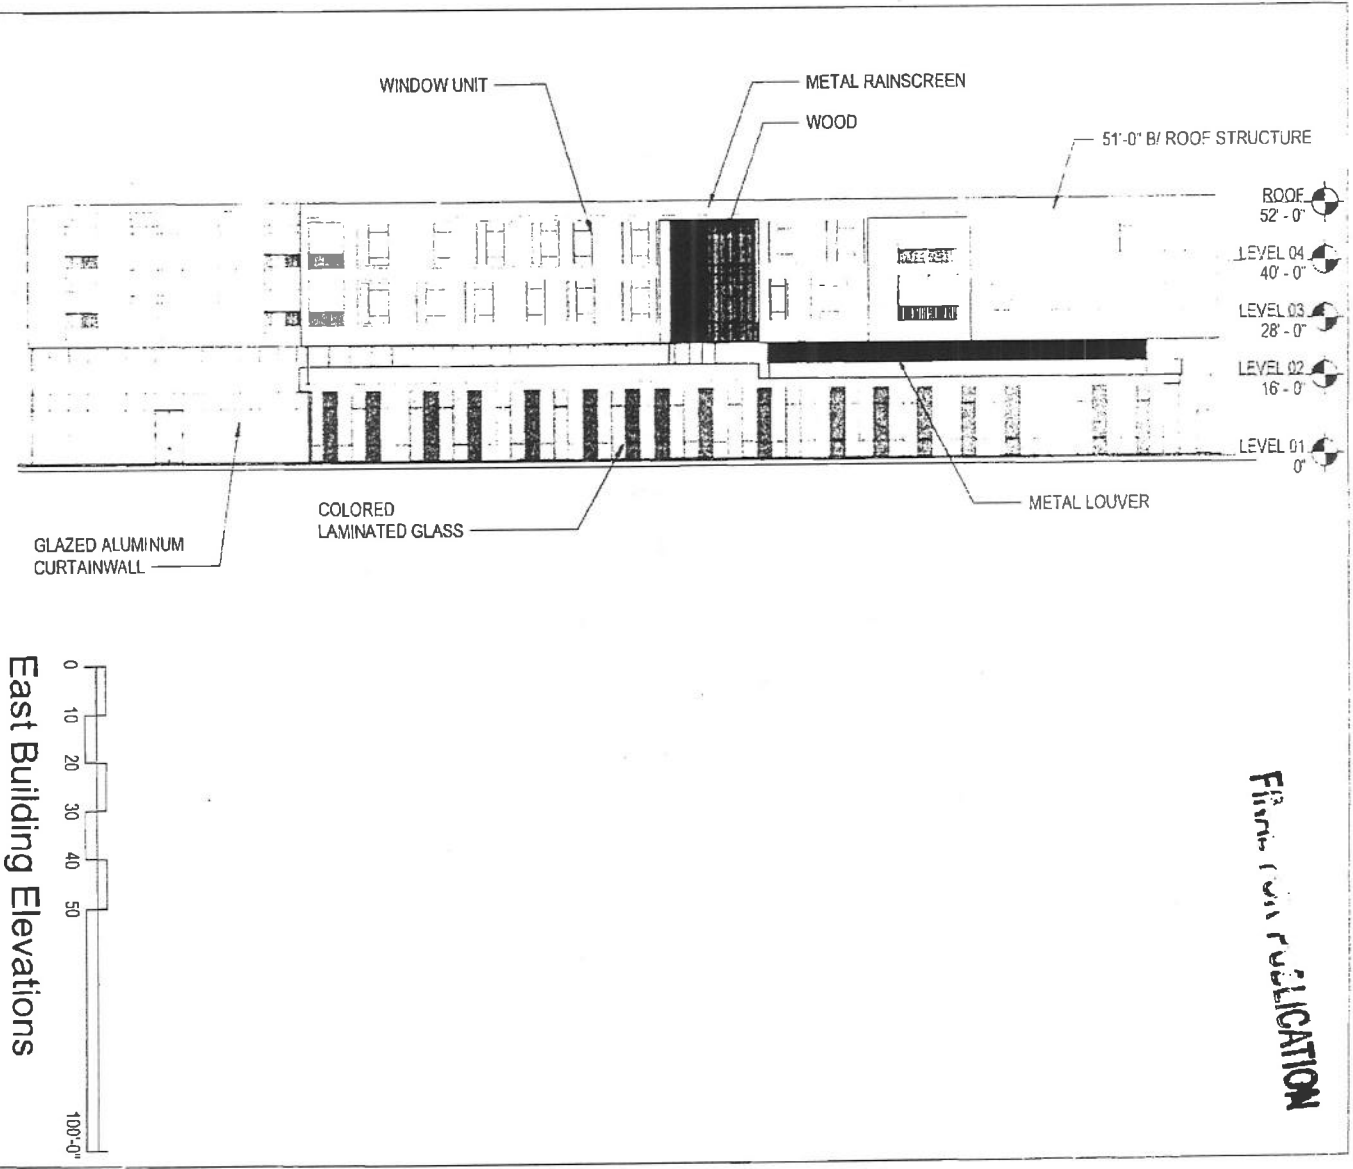 WINDOW UNIT
METAL RAINSCREEN
WOOD
51'-0" B/ ROOF STRUCTURE
ROOF
52' - 0"
LEVEL 04
40' - 0"
LEVEL 03
28' - 0"
LEVEL 02
16' - 0"
LEVEL 01
0"
METAL LOUVER
COLORED
LAMINATED GLASS
GLAZED ALUMINUM
CURTAINWALL
0 10 20 30 40 50 100'-0"
East Building Elevations
PUBLICATION